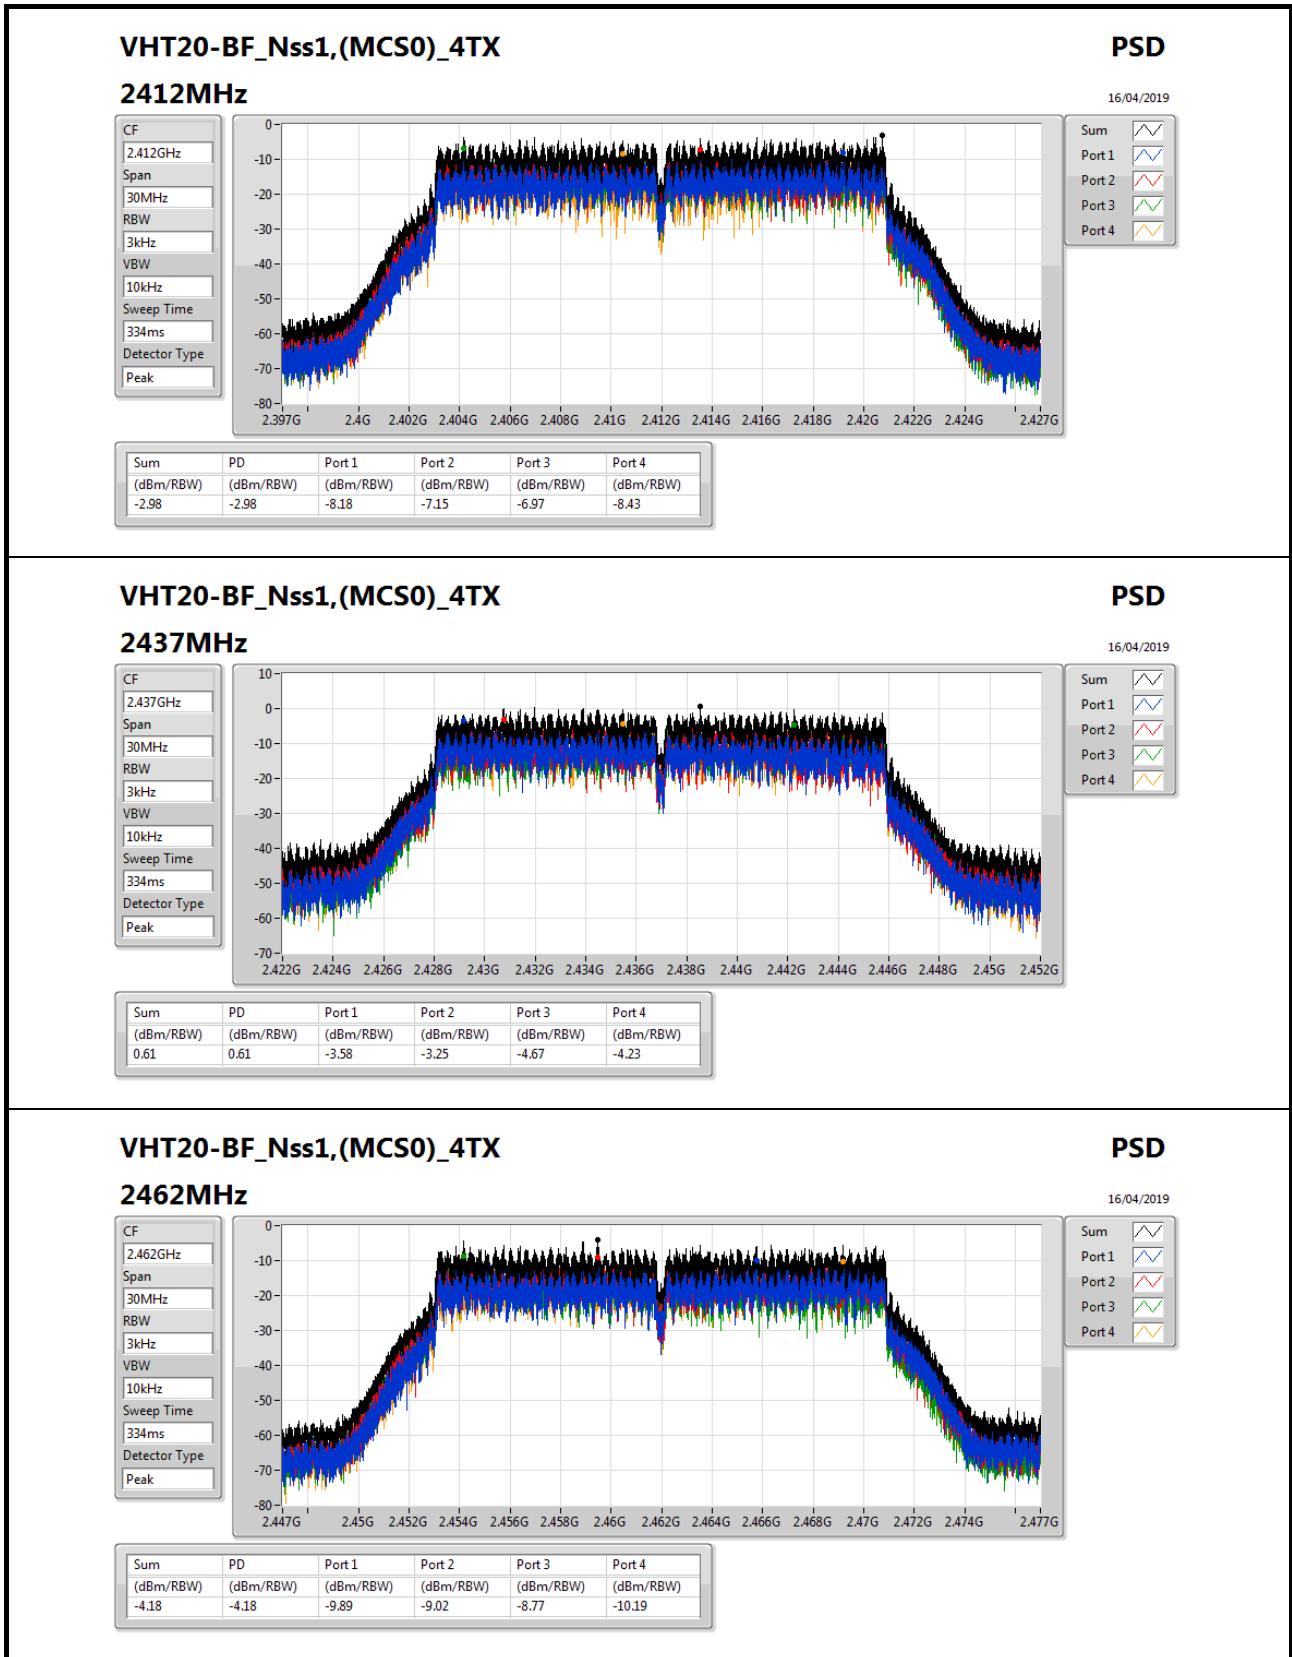 VHT20-BF_Nss1,(MCS0)_4TX PSD
2412MHz 16/04/2019
CF
2.412GHz
Span
30MHz
RBW
3kHz
VBW
10kHz
Sweep Time
334ms
Detector Type
Peak
0
-10
-20
-30
-40
-50
-60
-70
-80
2.397G 2.4G 2.402G 2.404G 2.406G 2.408G 2.41G 2.412G 2.414G 2.416G 2.418G 2.42G 2.422G 2.424G 2.427G
Sum
Port 1
Port 2
Port 3
Port 4
Sum PD Port 1 Port 2 Port 3 Port 4
(dBm/RBW) (dBm/RBW) (dBm/RBW) (dBm/RBW) (dBm/RBW) (dBm/RBW)
-2.98 -2.98 -8.18 -7.15 -6.97 -8.43
VHT20-BF_Nss1,(MCS0)_4TX PSD
2437MHz 16/04/2019
CF
2.437GHz
Span
30MHz
RBW
3kHz
VBW
10kHz
Sweep Time
334ms
Detector Type
Peak
10
0
-10
-20
-30
-40
-50
-60
-70
2.422G 2.424G 2.426G 2.428G 2.43G 2.432G 2.434G 2.436G 2.438G 2.44G 2.442G 2.444G 2.446G 2.448G 2.45G 2.452G
Sum
Port 1
Port 2
Port 3
Port 4
Sum PD Port 1 Port 2 Port 3 Port 4
(dBm/RBW) (dBm/RBW) (dBm/RBW) (dBm/RBW) (dBm/RBW) (dBm/RBW)
0.61 0.61 -3.58 -3.25 -4.67 -4.23
VHT20-BF_Nss1,(MCS0)_4TX PSD
2462MHz 16/04/2019
CF
2.462GHz
Span
30MHz
RBW
3kHz
VBW
10kHz
Sweep Time
334ms
Detector Type
Peak
0
-10
-20
-30
-40
-50
-60
-70
-80
2.447G 2.45G 2.452G 2.454G 2.456G 2.458G 2.46G 2.462G 2.464G 2.466G 2.468G 2.47G 2.472G 2.474G 2.477G
Sum
Port 1
Port 2
Port 3
Port 4
Sum PD Port 1 Port 2 Port 3 Port 4
(dBm/RBW) (dBm/RBW) (dBm/RBW) (dBm/RBW) (dBm/RBW) (dBm/RBW)
-4.18 -4.18 -9.89 -9.02 -8.77 -10.19